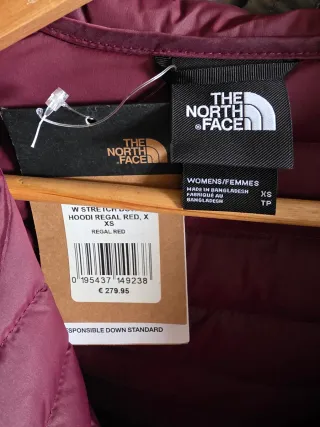 THE
NORTH
FACE
THE
NORTH
FACE
WOMENS/FEMMES
MADE IN BANGLADESH
FABRIQUÉ AU
BANGLADESH
XS
TP
W STRETCH
HOODI REGAL RED, X
XS
REGAL RED
0 195437 149238
€ 279.95
ESPONSIBLE DOWN STANDARD